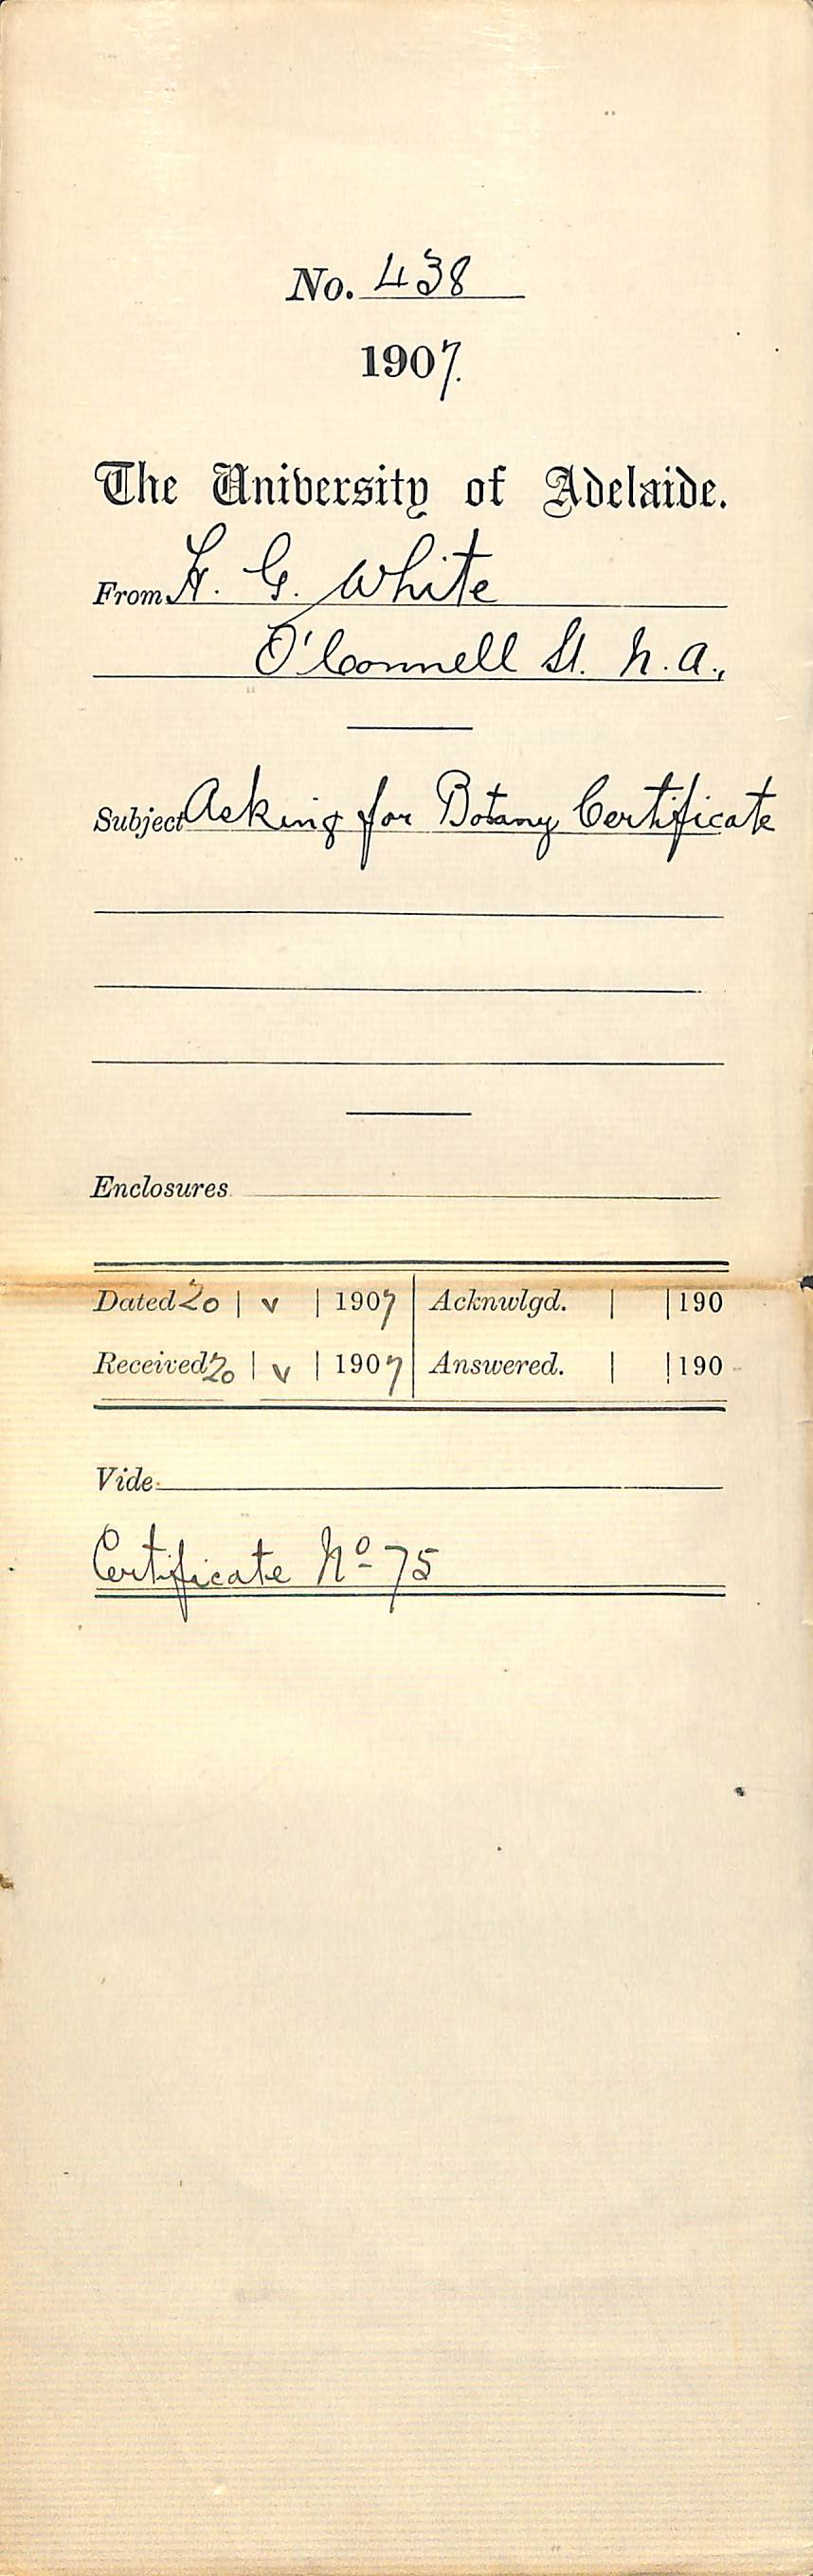 No. 438
1907.
The University of Adelaide.
From H. G. White
O'Connell St. N.A.,
Subject Asking for Botany Certificate
Enclosures
Dated 20 | V | 1907 | Acknwlgd. | | 190
Received 20 | V | 1907 | Answered. | | 190
Vide
Certificate No 75